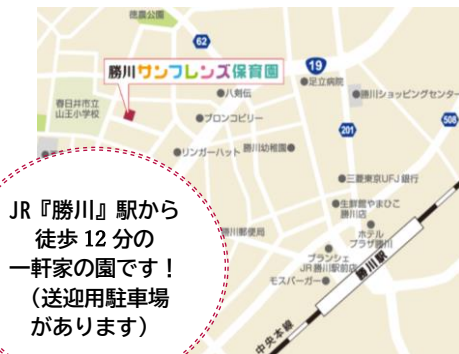 徳農公園
62
勝川サンフレンズ保育園
19
●足立病院
●八剣伝
●勝川ショッピングセンター
春日井市立
山王小学校
●ブロンコビリー
508
201
●リンガーハット
勝川幼稚園●
●三菱東京UFJ銀行
●生鮮館やまひこ
勝川店
JR『勝川』駅から
徒歩12分の
一軒家の園です!
(送迎用駐車場
があります)
川郵便局
ホテル
プラザ勝川
ブランシェ
JR勝川駅前店
モスバーガー●
勝川駅
中央本線